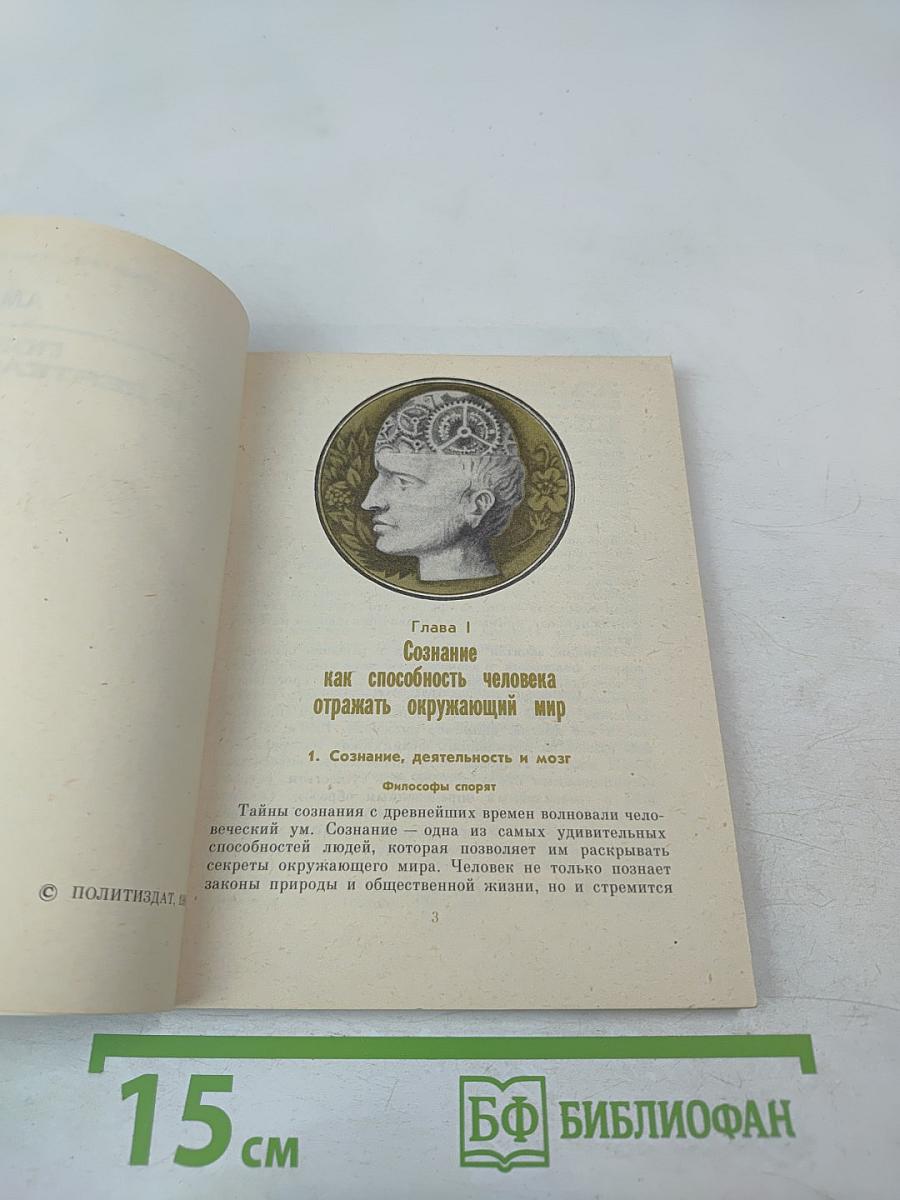 © ПОЛИТИЗДАТ,
Глава I
Сознание
как способность человека
отражать окружающий мир
1. Сознание, деятельность и мозг
Философы спорят
Тайны сознания с древнейших времен волновали чело-
веческий ум. Сознание — одна из самых удивительных
способностей людей, которая позволяет им раскрывать
секреты окружающего мира. Человек не только познает
законы природы и общественной жизни, но и стремится
3
15 см
БФ БИБЛИОФАН